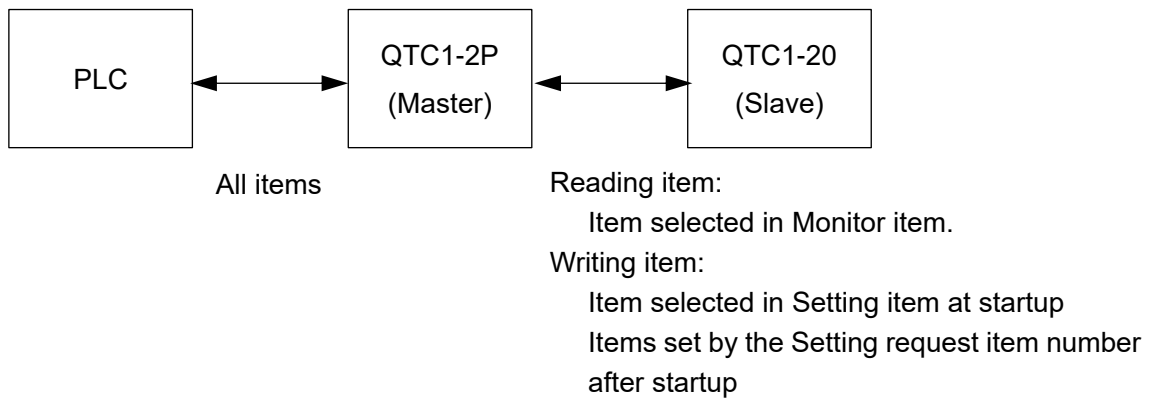 PLC
QTC1-2P
(Master)
QTC1-20
(Slave)
All items
Reading item:
Item selected in Monitor item.
Writing item:
Item selected in Setting item at startup
Items set by the Setting request item number
after startup